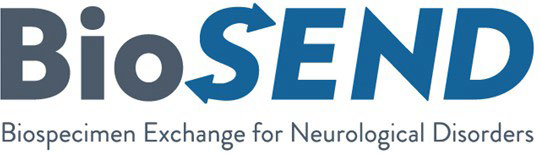 BioSEND
Biospecimen Exchange for Neurological Disorders